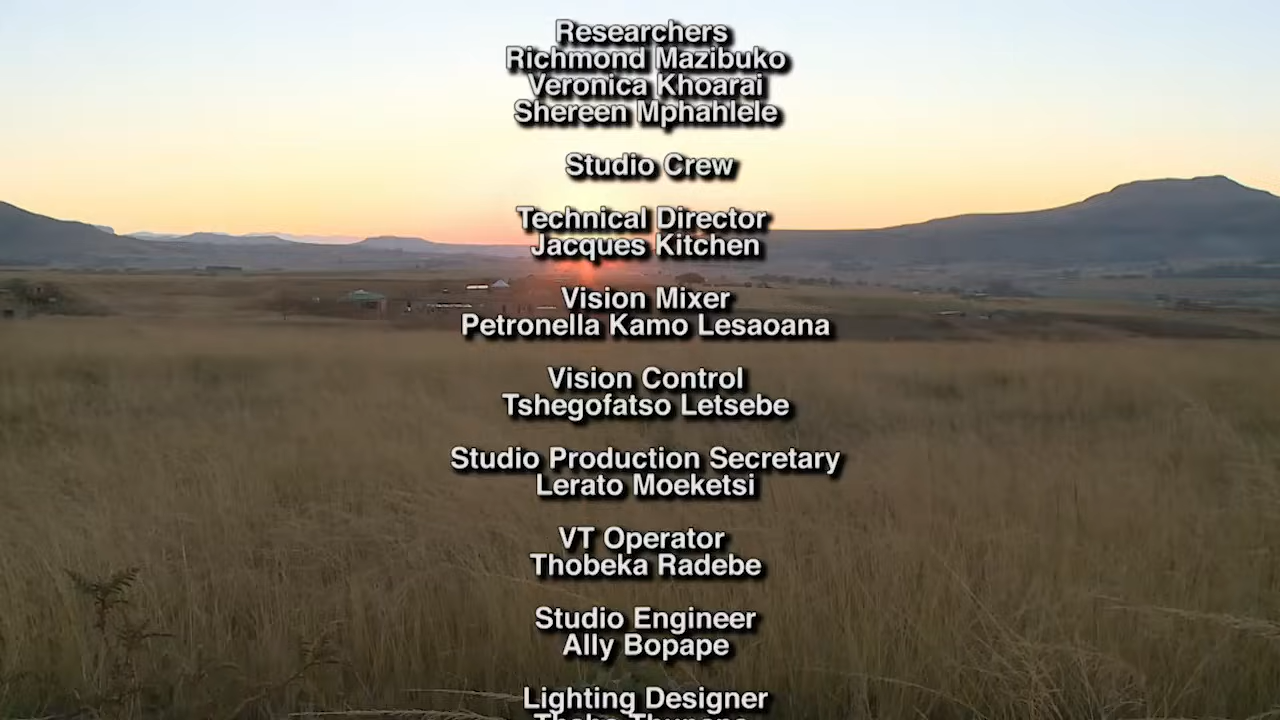 Researchers
Richmond Mazibuko
Veronica Khoarai
Shereen Mphahlele
Studio Crew
Technical Director
Jacques Kitchen
Vision Mixer
Petronella Kamo Lesaoana
Vision Control
Tshegofatso Letsebe
Studio Production Secretary
Lerato Moeketsi
VT Operator
Thobeka Radebe
Studio Engineer
Ally Bopape
Lighting Designer